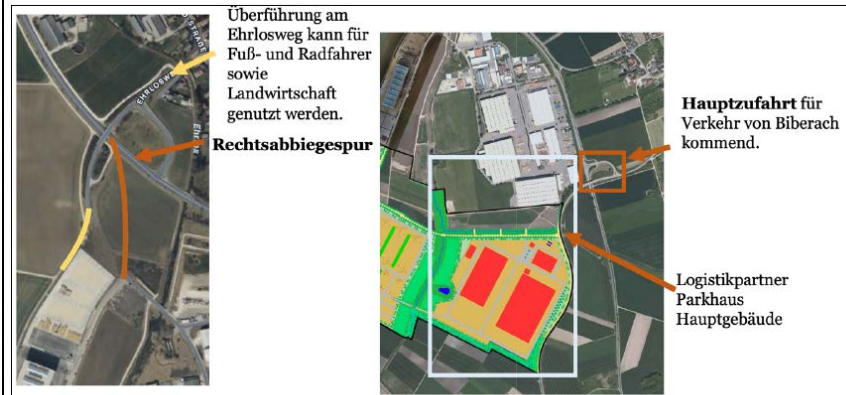 Überführung am
Ehrlosweg kann für
Fuß- und Radfahrer
sowie
Landwirtschaft
genutzt werden.
Rechtsabbiegespur
EHRLOSW
Hauptzufahrt für
Verkehr von Biberach
kommend.
Logistikpartner
Parkhaus
Hauptgebäude